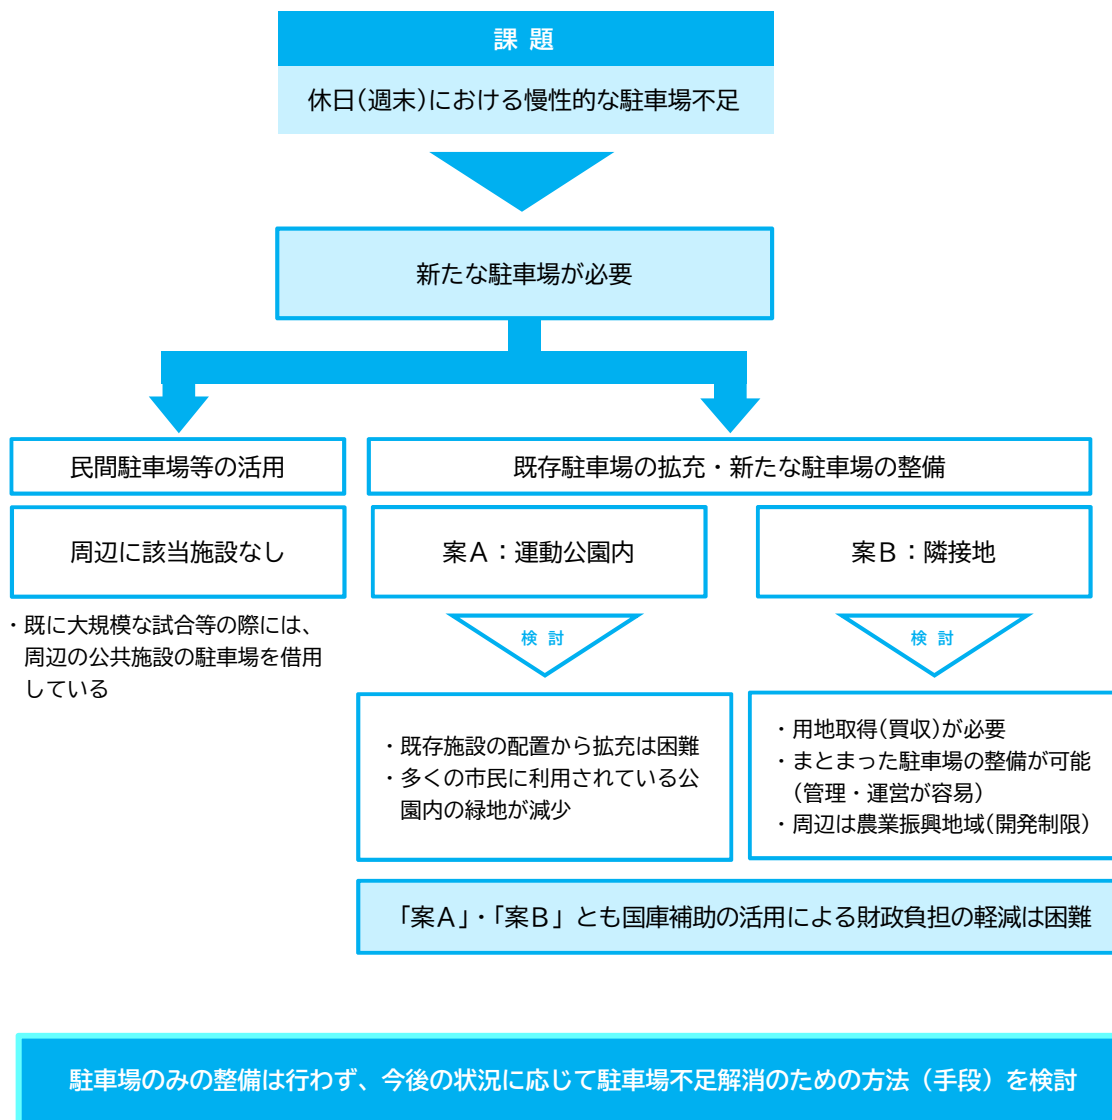 課 題
休日(週末)における慢性的な駐車場不足
新たな駐車場が必要
民間駐車場等の活用
既存駐車場の拡充・新たな駐車場の整備
周辺に該当施設なし
案A：運動公園内
案B：隣接地
・既に大規模な試合等の際には、
周辺の公共施設の駐車場を借用
している
検 討
検 討
・既存施設の配置から拡充は困難
・多くの市民に利用されている公
園内の緑地が減少
・用地取得(買収)が必要
・まとまった駐車場の整備が可能
（管理・運営が容易）
・周辺は農業振興地域(開発制限)
「案A」・「案B」とも国庫補助の活用による財政負担の軽減は困難
駐車場のみの整備は行わず、今後の状況に応じて駐車場不足解消のための方法（手段）を検討